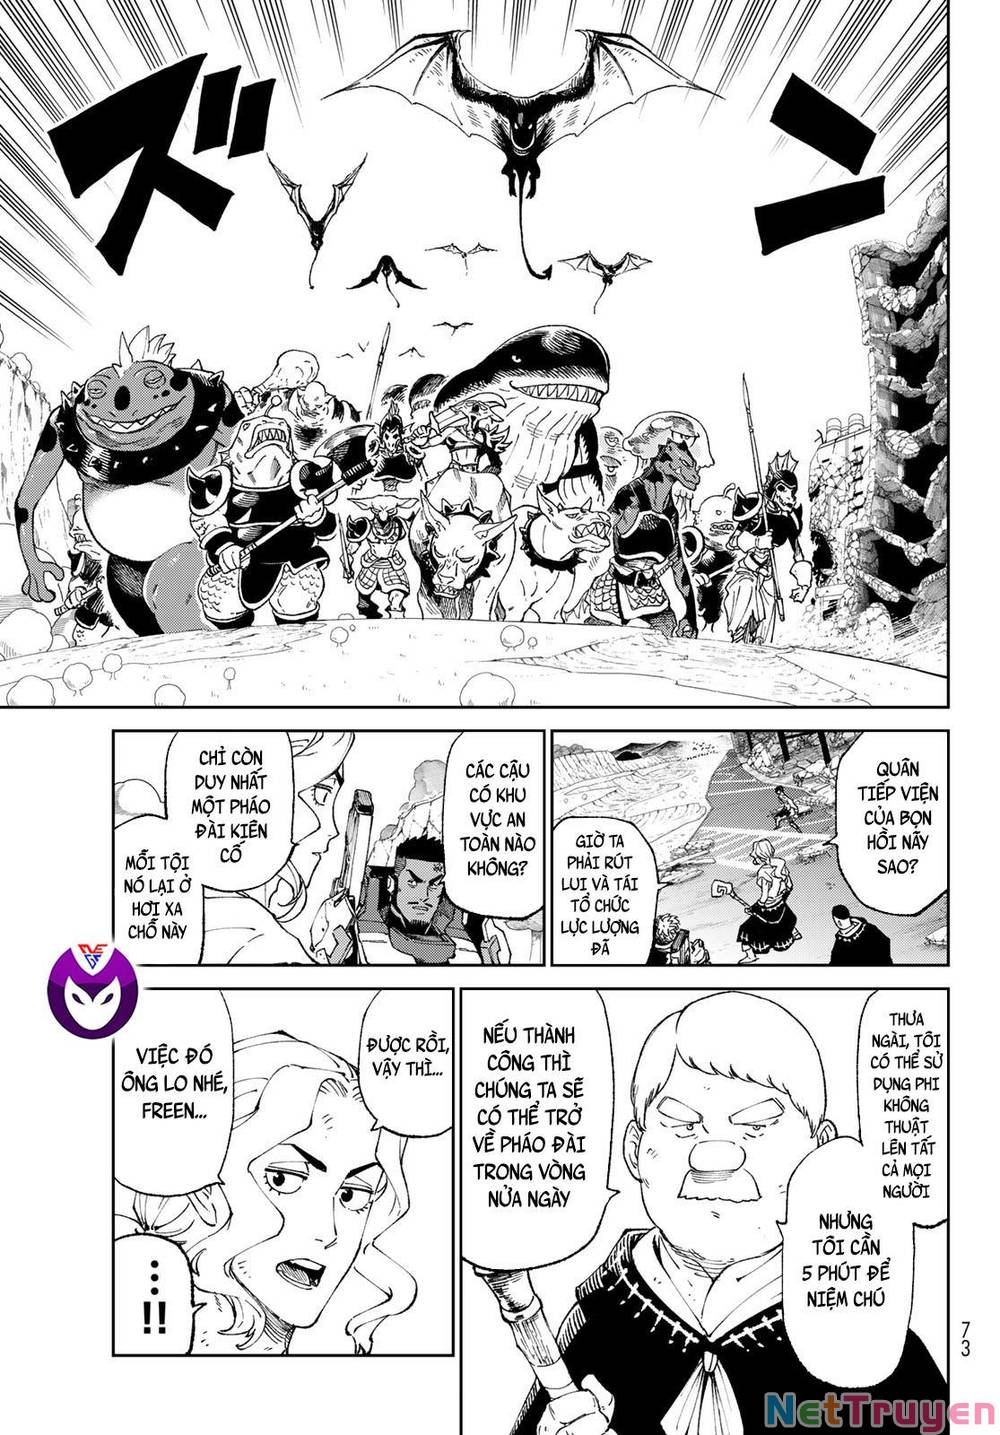 ズン
QUÂN
TIẾP VIỆN
CỦA BỌN
HỒI NÃY
SAO?
GIỜ TA
PHẢI RÚT
LUI VÀ TÁI
TỔ CHỨC
LỰC LƯỢNG
ĐÃ
CÁC CẬU
CÓ KHU
VỰC AN
TOÀN NÀO
KHÔNG?
CHỈ CÒN
DUY NHẤT
MỘT PHÁO
ĐÀI KIÊN
CỐ
MỖI TỘI
NÓ LẠI Ở
HƠI XA
CHỖ NÀY
THƯA
NGÀI, TÔI
CÓ THỂ SỬ
DỤNG PHI
KHÔNG
THUẬT
LÊN TẤT
CẢ MỌI
NGƯỜI
NHƯNG
TÔI CẦN
5 PHÚT ĐỂ
NIỆM CHÚ
NẾU THÀNH
CÔNG THÌ
CHÚNG TA SẼ
CÓ THỂ TRỞ
VỀ PHÁO ĐÀI
TRONG VÒNG
NỬA NGÀY
ĐƯỢC RỒI,
VẬY THÌ...
VIỆC ĐÓ
ÔNG LO NHÉ,
FREEN...
...!!
73
NetTruyen